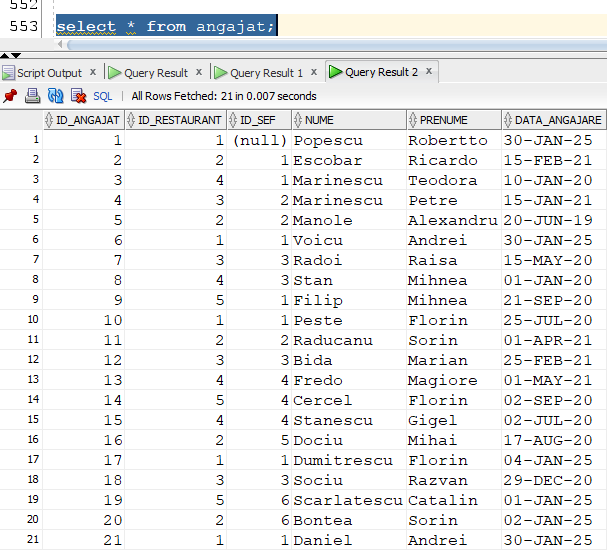 552
553 select * from angajat;
Script Output x Query Result x Query Result 1 x Query Result 2 x
SQL | All Rows Fetched: 21 in 0.007 seconds
ID_ANGAJAT ID_RESTAURANT ID_SEF NUME PRENUME DATA_ANGAJARE
1 1 1 (null) Popescu Robertto 30-JAN-25
2 2 2 1 Escobar Ricardo 15-FEB-21
3 3 4 1 Marinescu Teodora 10-JAN-20
4 4 3 2 Marinescu Petre 15-JAN-21
5 5 2 2 Manole Alexandru 20-JUN-19
6 6 1 1 Voicu Andrei 30-JAN-25
7 7 3 3 Radoi Raisa 15-MAY-20
8 8 4 3 Stan Mihnea 01-JAN-20
9 9 5 1 Filip Mihnea 21-SEP-20
10 10 1 1 Peste Florin 25-JUL-20
11 11 2 2 Raducanu Sorin 01-APR-21
12 12 3 3 Bida Marian 25-FEB-21
13 13 4 4 Fredo Magiore 01-MAY-21
14 14 5 4 Cercel Florin 02-SEP-20
15 15 4 4 Stanescu Gigel 02-JUL-20
16 16 2 5 Dociu Mihai 17-AUG-20
17 17 1 1 Dumitrescu Florin 04-JAN-25
18 18 3 3 Sociu Razvan 29-DEC-20
19 19 5 6 Scarlatescu Catalin 01-JAN-25
20 20 2 6 Bontea Sorin 02-JAN-25
21 21 1 1 Daniel Andrei 30-JAN-25